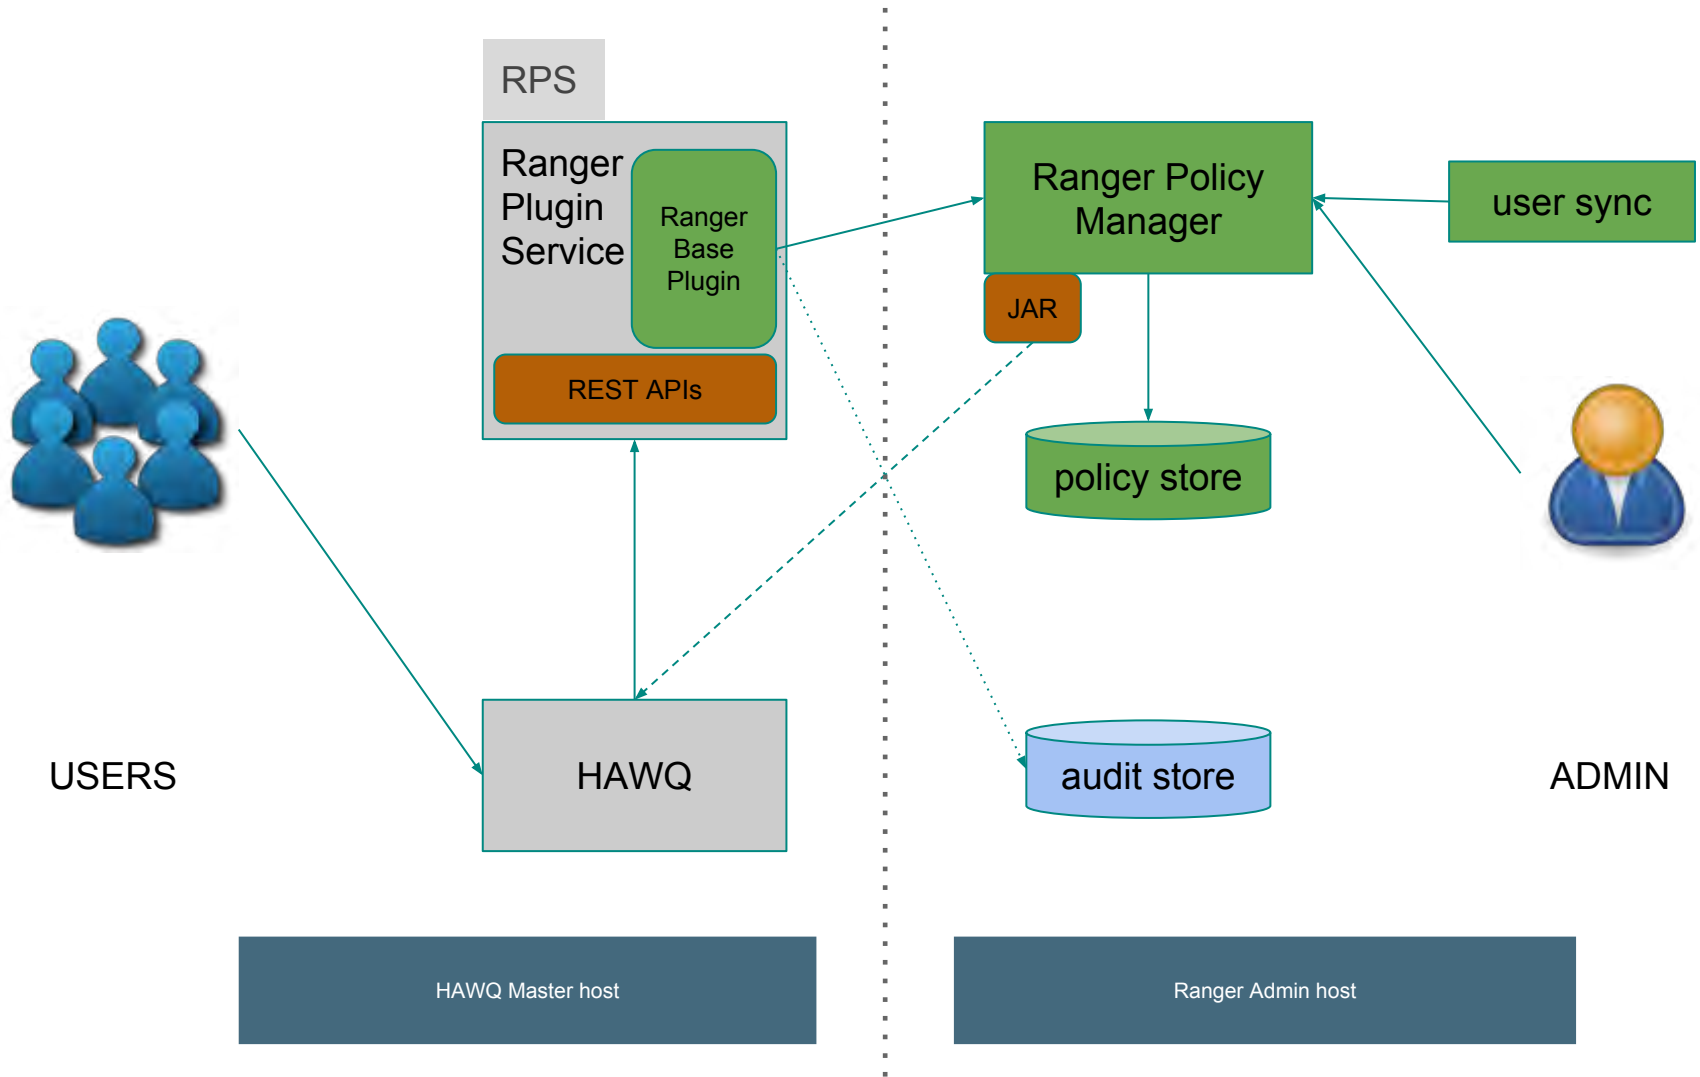 RPS
Ranger
Plugin
Service
Ranger
Base
Plugin
REST APIs
Ranger Policy
Manager
JAR
user sync
policy store
USERS
HAWQ
audit store
ADMIN
HAWQ Master host
Ranger Admin host